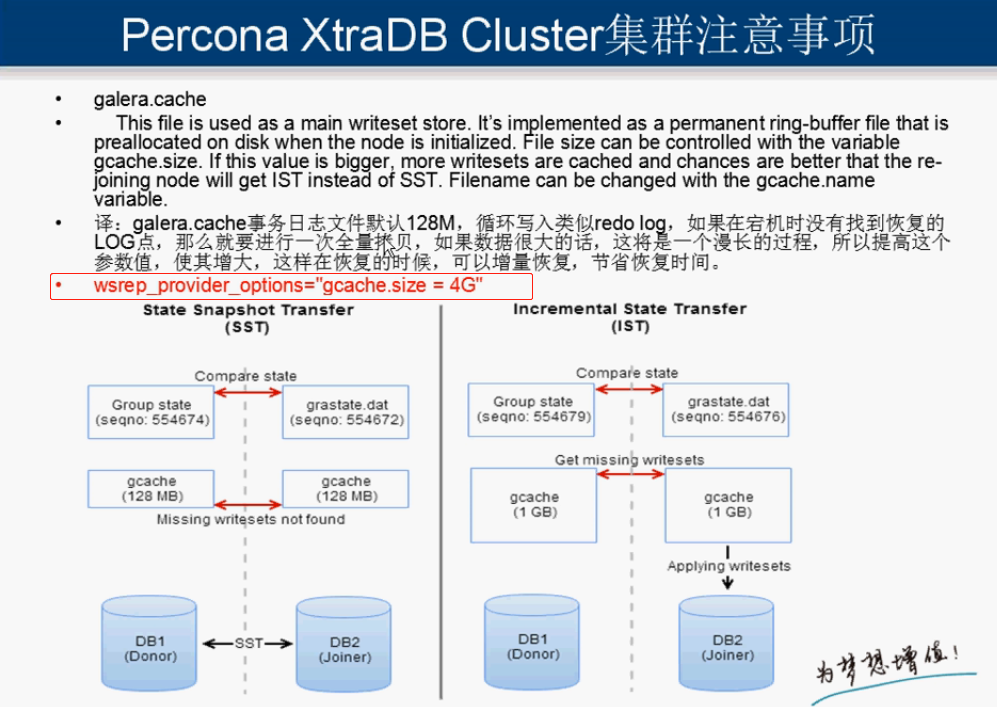 Percona XtraDB Cluster集群注意事项
• galera.cache
• This file is used as a main writeset store. It's implemented as a permanent ring-buffer file that is
preallocated on disk when the node is initialized. File size can be controlled with the variable
gcache.size. If this value is bigger, more writesets are cached and chances are better that the re-
joining node will get IST instead of SST. Filename can be changed with the gcache.name
variable.
• 译：galera.cache事务日志文件默认128M，循环写入类似redo log，如果在宕机时没有找到恢复的
LOG点，那么就要进行一次全量拷贝，如果数据很大的话，这将是一个漫长的过程，所以提高这个
参数值，使其增大，这样在恢复的时候，可以增量恢复，节省恢复时间。
• wsrep_provider_options="gcache.size = 4G"
State Snapshot Transfer
(SST)
Compare state
Group state
(seqno: 554674)
grastate.dat
(seqno: 554672)
gcache
(128 MB)
gcache
(128 MB)
Missing writesets not found
DB1
(Donor)
SST
DB2
(Joiner)
Incremental State Transfer
(IST)
Compare state
Group state
(seqno: 554679)
grastate.dat
(seqno: 554676)
Get missing writesets
gcache
(1 GB)
gcache
(1 GB)
Applying writesets
DB1
(Donor)
DB2
(Joiner)
为梦想增值！